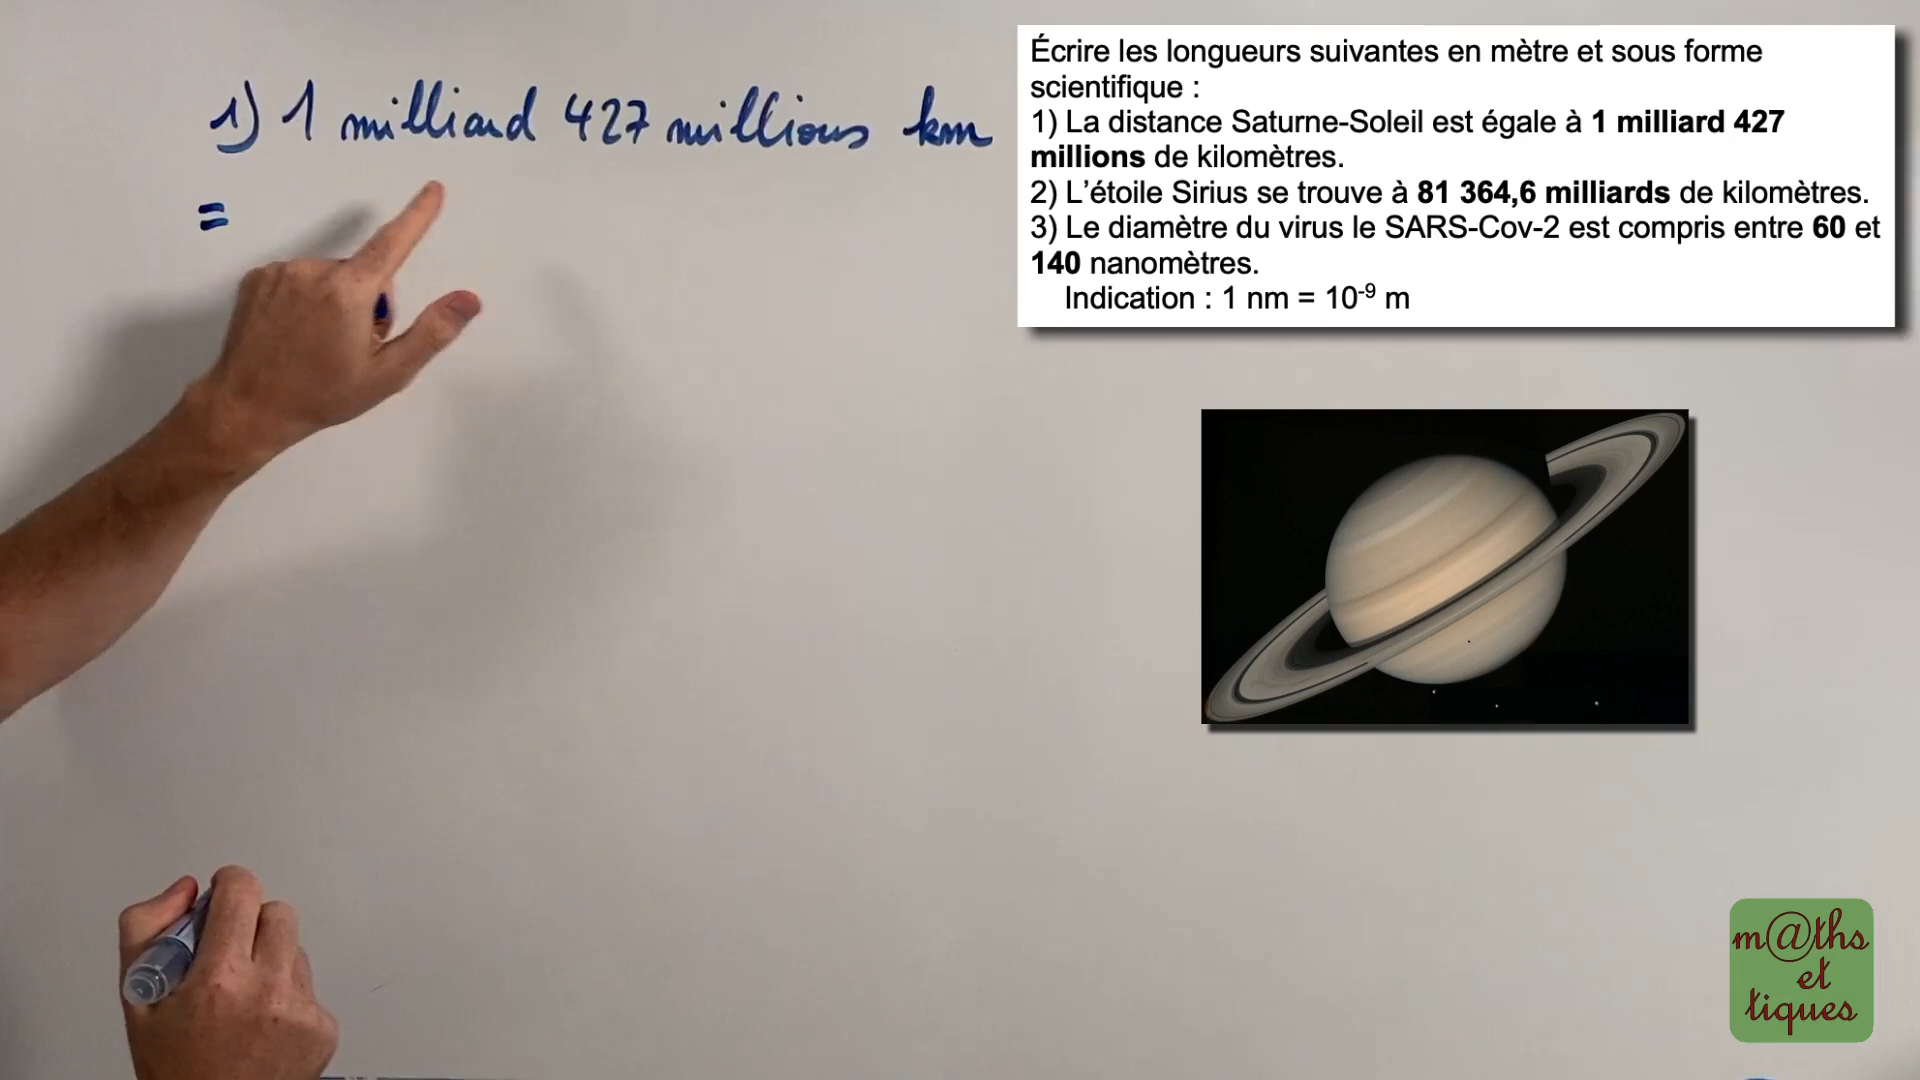 1) 1 milliard 427 millions km
=
Écrire les longueurs suivantes en mètre et sous forme
scientifique :
1) La distance Saturne-Soleil est égale à 1 milliard 427
millions de kilomètres.
2) L’étoile Sirius se trouve à 81 364,6 milliards de kilomètres.
3) Le diamètre du virus le SARS-Cov-2 est compris entre 60 et
140 nanomètres.
Indication : 1 nm = 10⁻⁹ m
m@ths
et
tiques